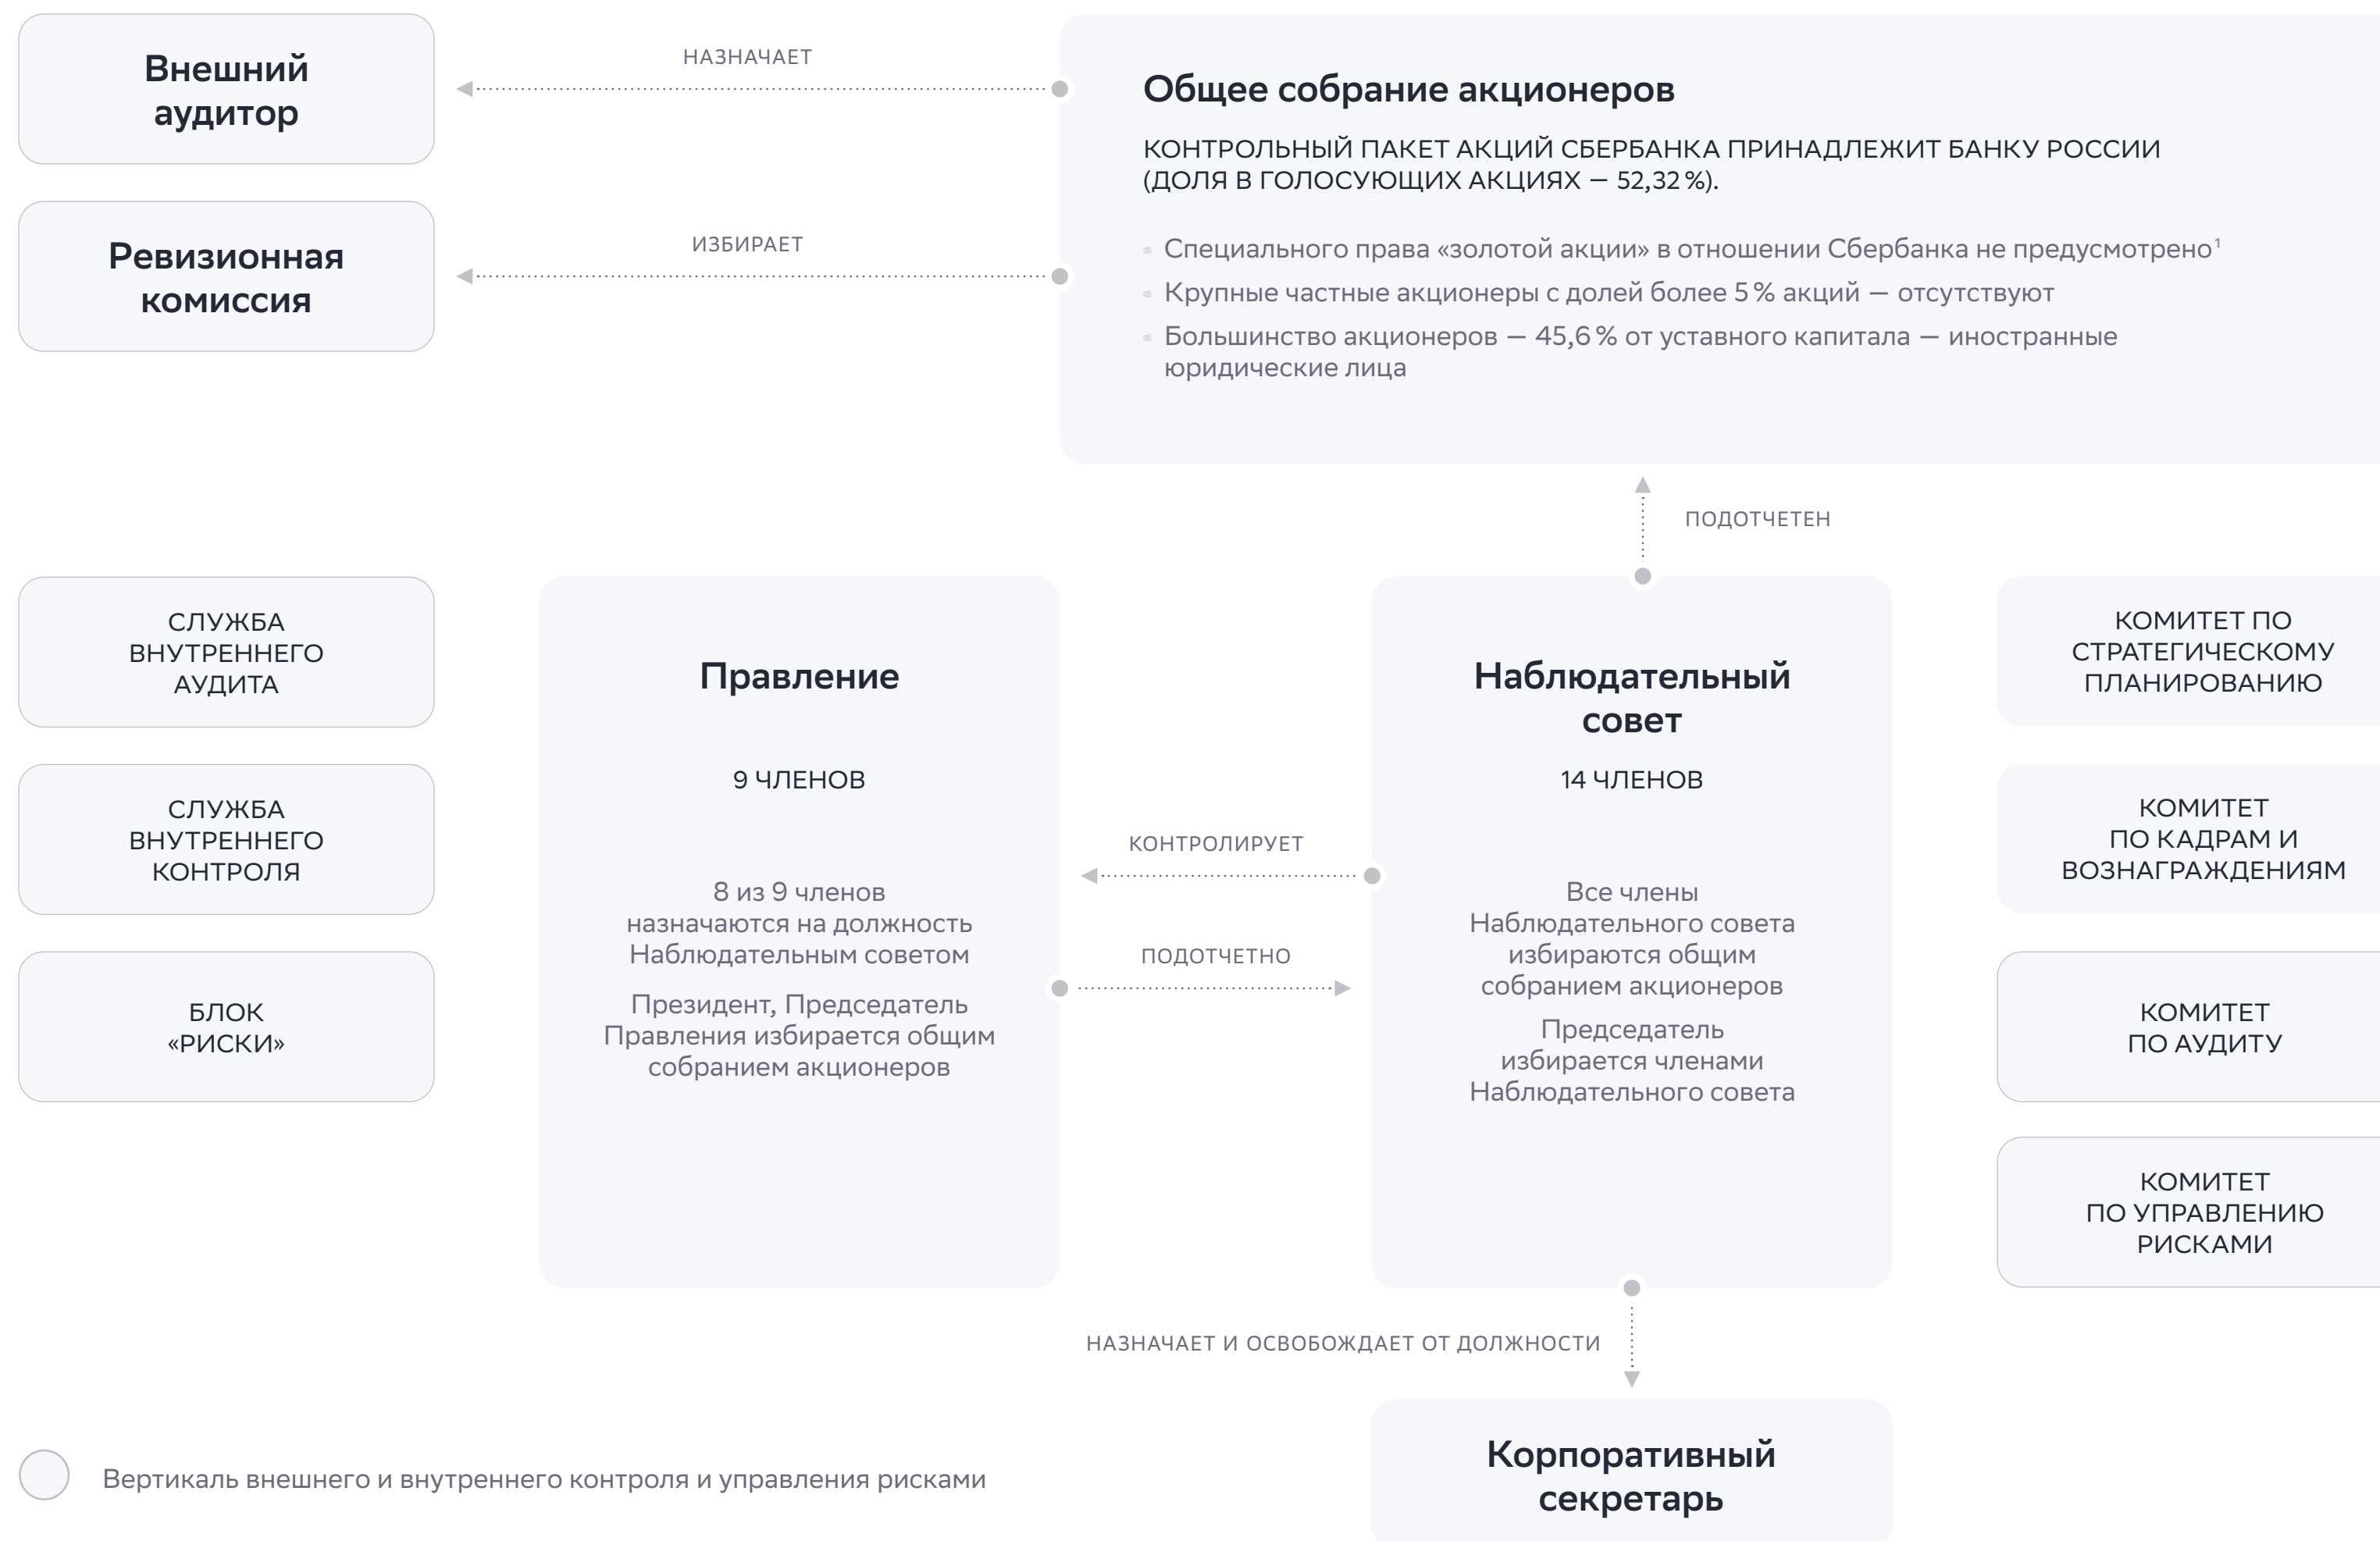 Внешний
аудитор
НАЗНАЧАЕТ
Общее собрание акционеров
КОНТРОЛЬНЫЙ ПАКЕТ АКЦИЙ СБЕРБАНКА ПРИНАДЛЕЖИТ БАНКУ РОССИИ
(ДОЛЯ В ГОЛОСУЮЩИХ АКЦИЯХ — 52,32 %).
Специального права «золотой акции» в отношении Сбербанка не предусмотрено¹
Крупные частные акционеры с долей более 5 % акций — отсутствуют
Большинство акционеров — 45,6 % от уставного капитала — иностранные
юридические лица
Ревизионная
комиссия
ИЗБИРАЕТ
ПОДОТЧЕТЕН
СЛУЖБА
ВНУТРЕННЕГО
АУДИТА
СЛУЖБА
ВНУТРЕННЕГО
КОНТРОЛЯ
БЛОК
«РИСКИ»
Правление
9 ЧЛЕНОВ
8 из 9 членов
назначаются на должность
Наблюдательным советом
Президент, Председатель
Правления избирается общим
собранием акционеров
КОНТРОЛИРУЕТ
ПОДОТЧЕТНО
Наблюдательный
совет
14 ЧЛЕНОВ
Все члены
Наблюдательного совета
избираются общим
собранием акционеров
Председатель
избирается членами
Наблюдательного совета
КОМИТЕТ ПО
СТРАТЕГИЧЕСКОМУ
ПЛАНИРОВАНИЮ
КОМИТЕТ
ПО КАДРАМ И
ВОЗНАГРАЖДЕНИЯМ
КОМИТЕТ
ПО АУДИТУ
КОМИТЕТ
ПО УПРАВЛЕНИЮ
РИСКАМИ
НАЗНАЧАЕТ И ОСВОБОЖДАЕТ ОТ ДОЛЖНОСТИ
Корпоративный
секретарь
Вертикаль внешнего и внутреннего контроля и управления рисками